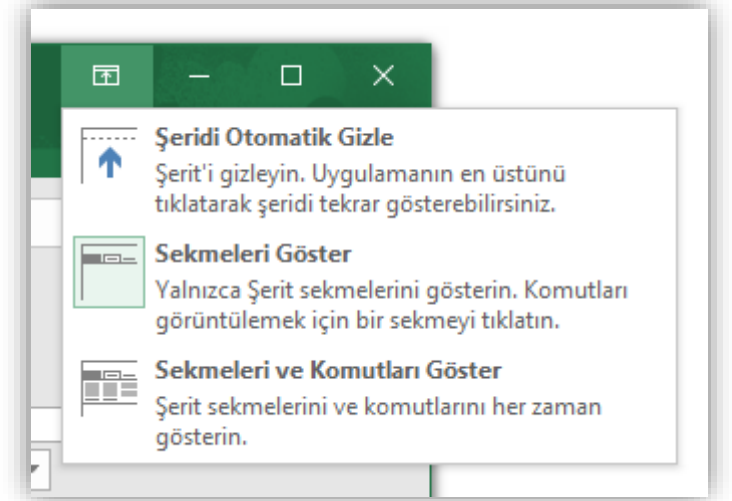 Şeridi Otomatik Gizle
Şerit'i gizleyin. Uygulamanın en üstünü
tıklatarak şeridi tekrar gösterebilirsiniz.
Sekmeleri Göster
Yalnızca Şerit sekmelerini gösterin. Komutları
görüntülemek için bir sekmeyi tıklatın.
Sekmeleri ve Komutları Göster
Şerit sekmelerini ve komutlarını her zaman
gösterin.